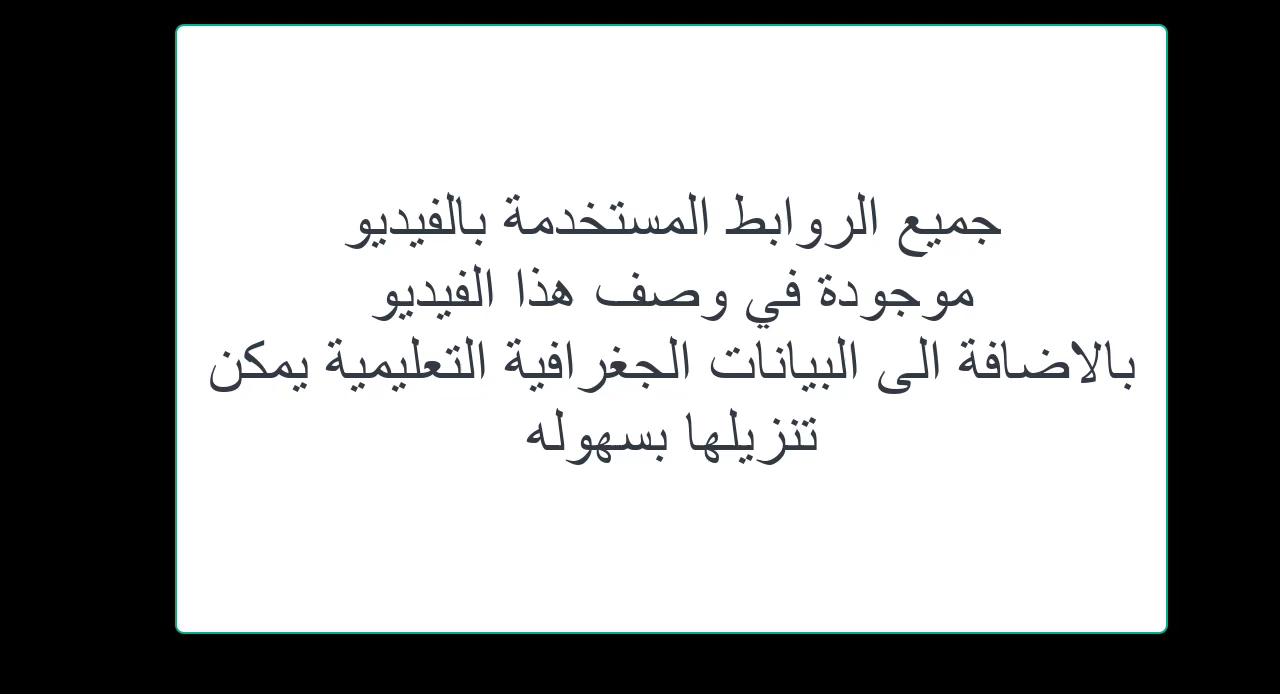 جميع الروابط المستخدمة بالفيديو
موجودة في وصف هذا الفيديو
بالاضافة الى البيانات الجغرافية التعليمية يمكن
تنزيلها بسهوله